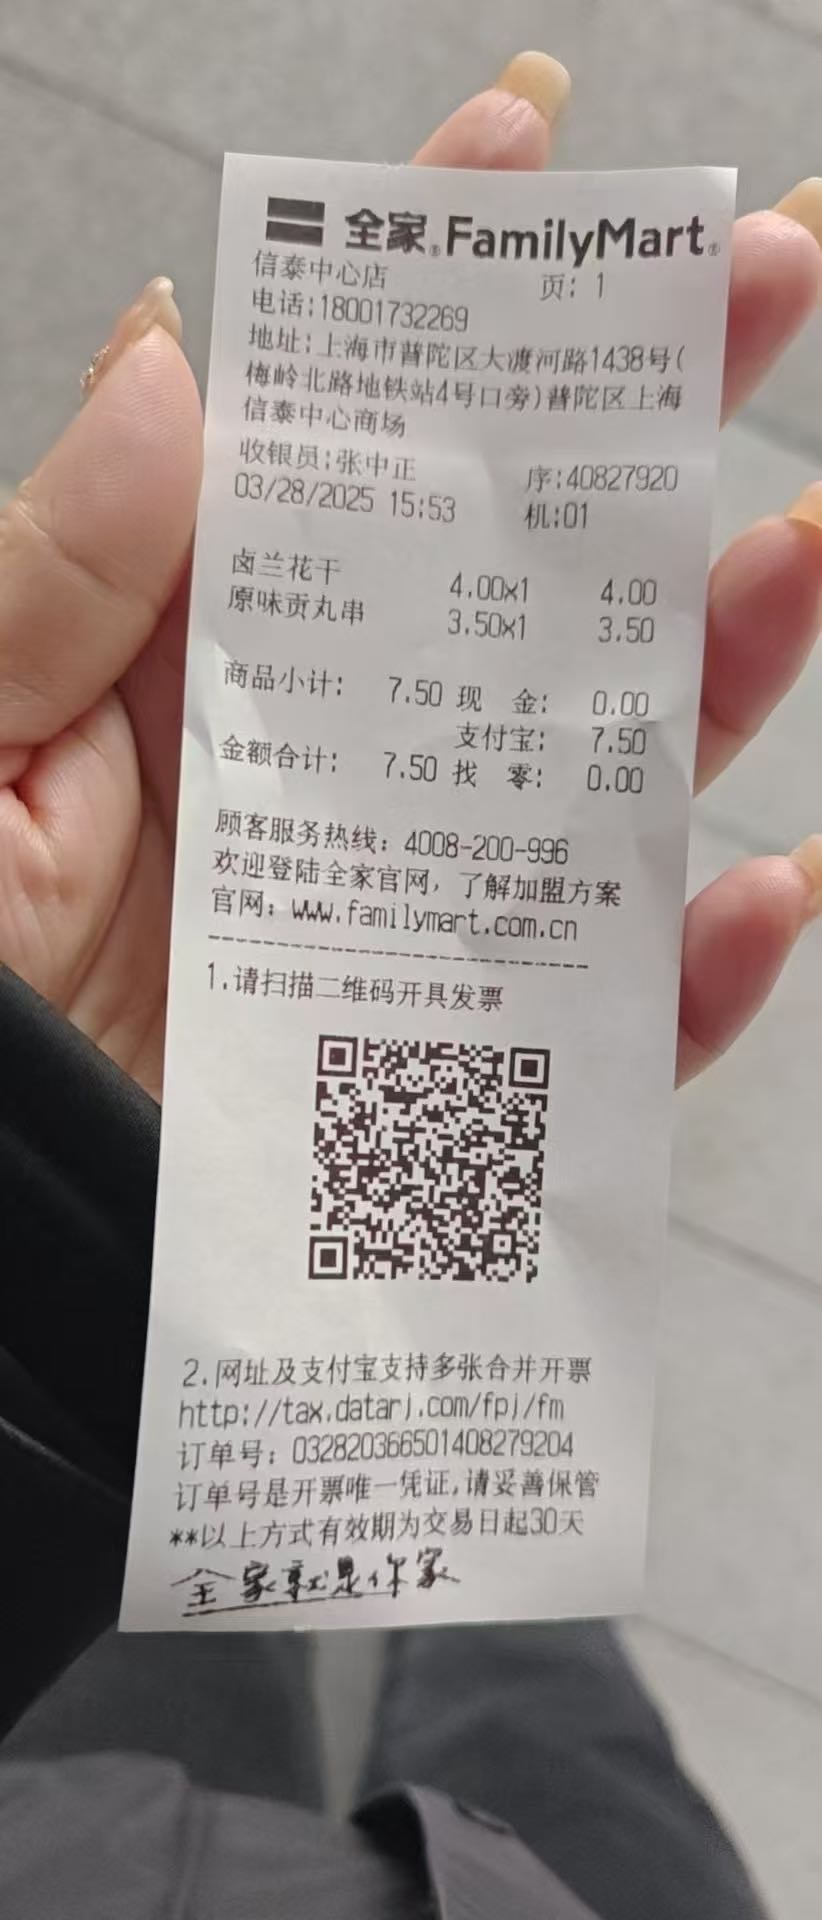 全家® FamilyMart®
信泰中心店 页: 1
电话:18001732269
地址:上海市普陀区大渡河路1438号(
梅岭北路地铁站4号口旁)普陀区上海
信泰中心商场
收银员:张中正 序:40827920
03/28/2025 15:53 机:01
卤兰花干 4.00x1 4.00
原味贡丸串 3.50x1 3.50
商品小计: 7.50 现 金: 0.00
支付宝: 7.50
金额合计: 7.50 找 零: 0.00
顾客服务热线: 4008-200-996
欢迎登陆全家官网, 了解加盟方案
官网: www.familymart.com.cn
1.请扫描二维码开具发票
2.网址及支付宝支持多张合并开票
http://tax.datarj.com/fpj/fm
订单号: 032820366501408279204
订单号是开票唯一凭证,请妥善保管
**以上方式有效期为交易日起30天
全家就是你家